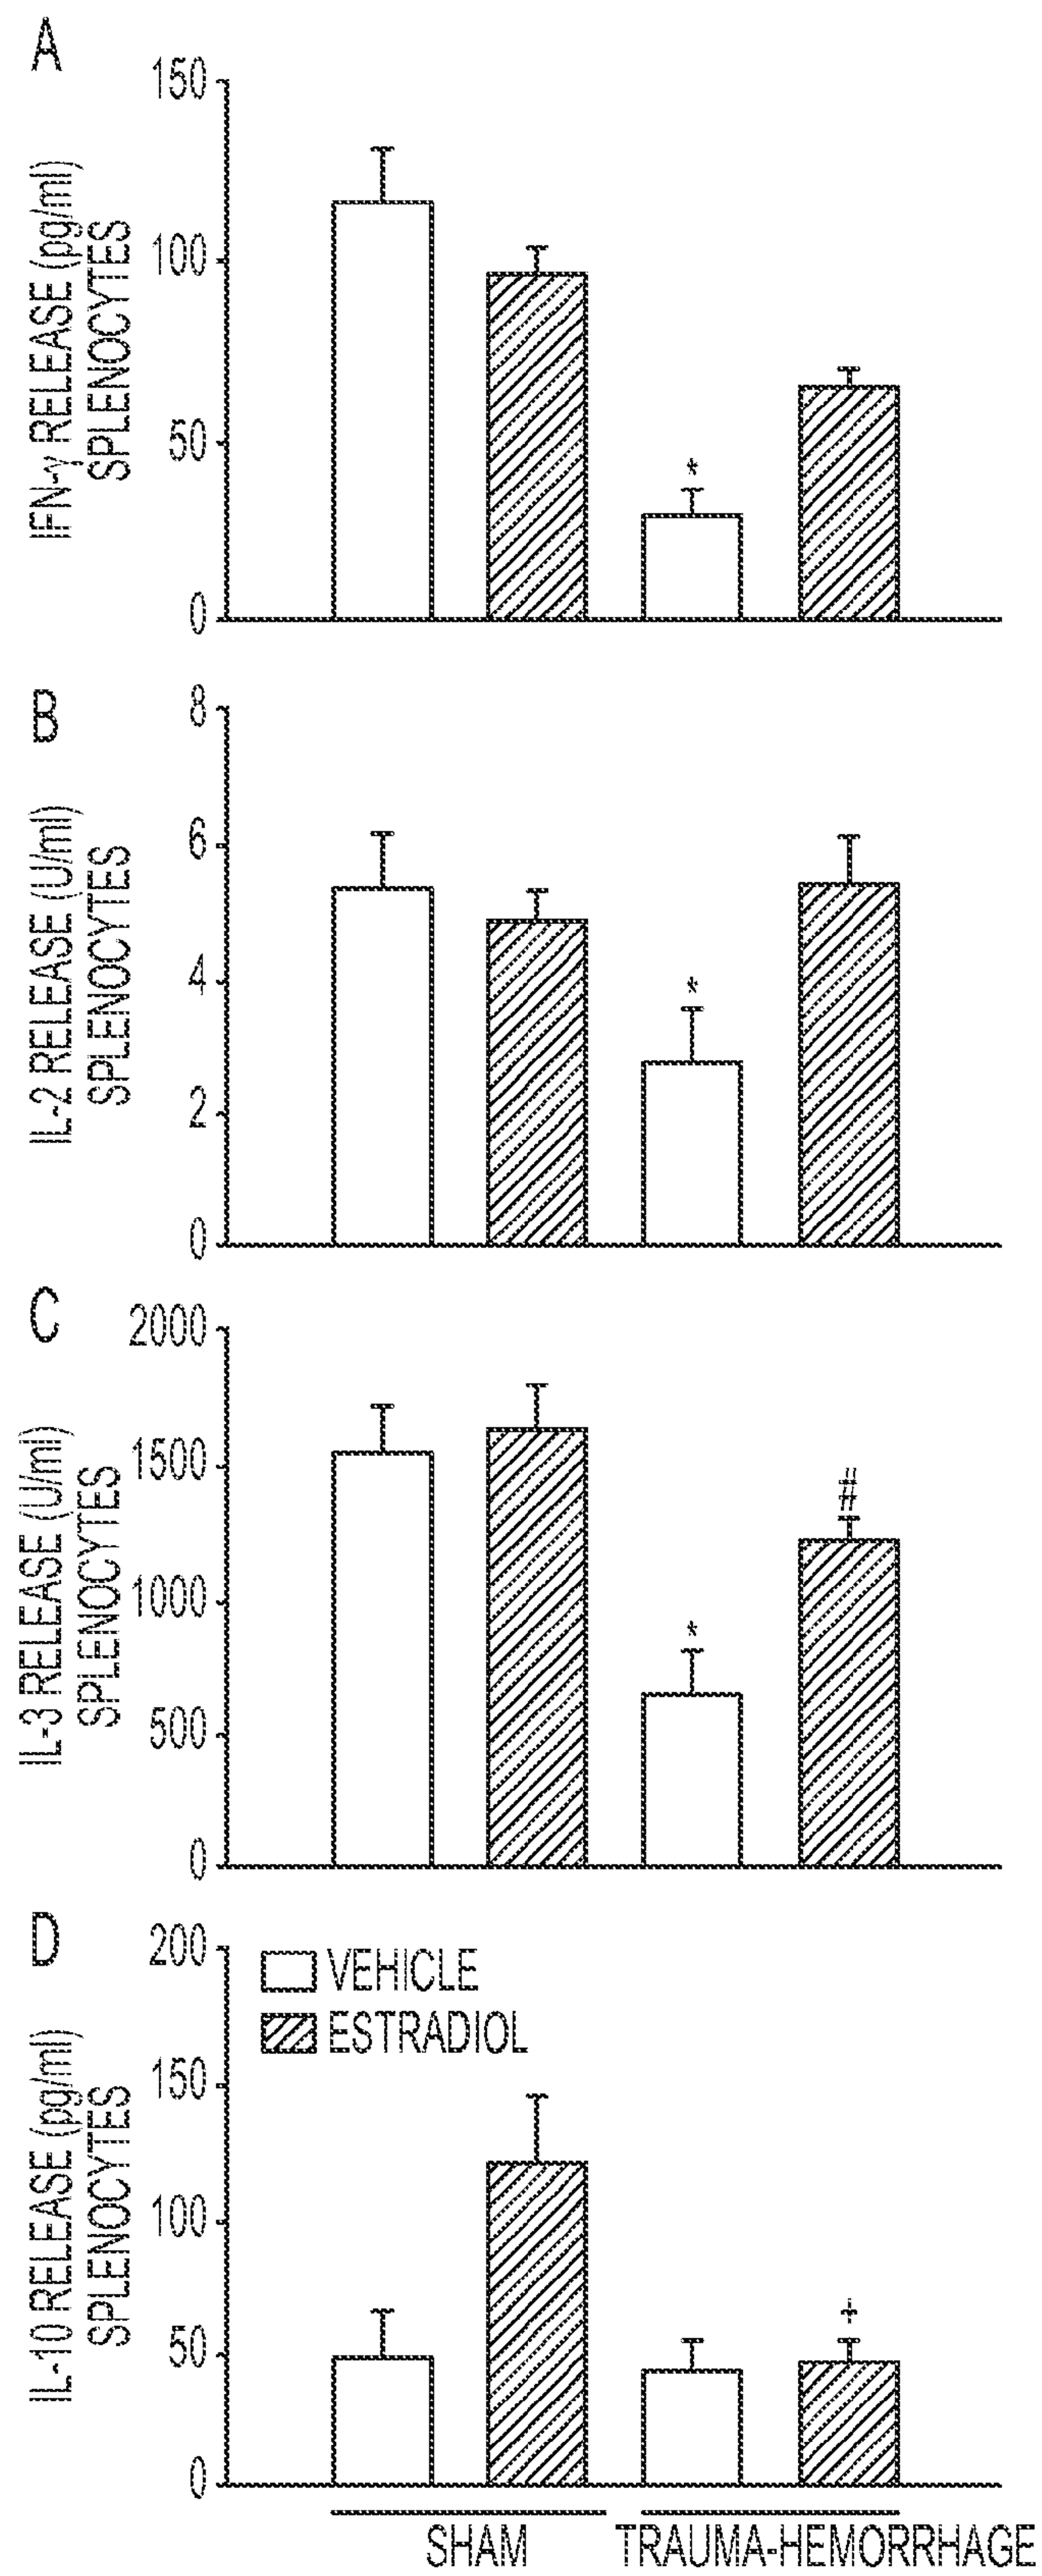 A
IFN-γ RELEASE (pg/ml)
SPLENOCYTES
150
100
50
0
*
B
IL-2 RELEASE (U/ml)
SPLENOCYTES
8
6
4
2
0
*
C
IL-3 RELEASE (U/ml)
SPLENOCYTES
2000
1500
1000
500
0
*
#
D
IL-10 RELEASE (pg/ml)
SPLENOCYTES
200
150
100
50
0
VEHICLE
ESTRADIOL
+
SHAM TRAUMA-HEMORRHAGE